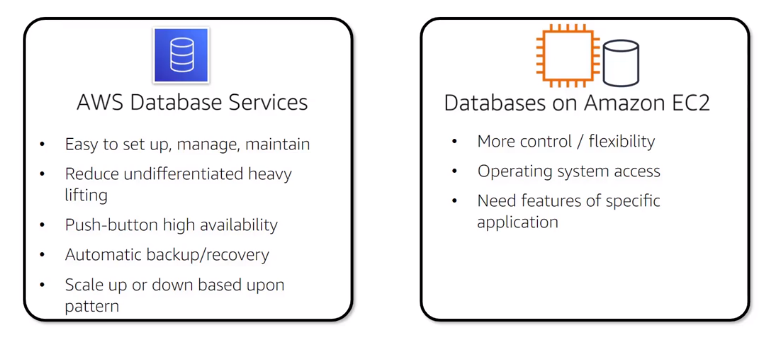 AWS Database Services
• Easy to set up, manage, maintain
• Reduce undifferentiated heavy
lifting
• Push-button high availability
• Automatic backup/recovery
• Scale up or down based upon
pattern
Databases on Amazon EC2
• More control / flexibility
• Operating system access
• Need features of specific
application